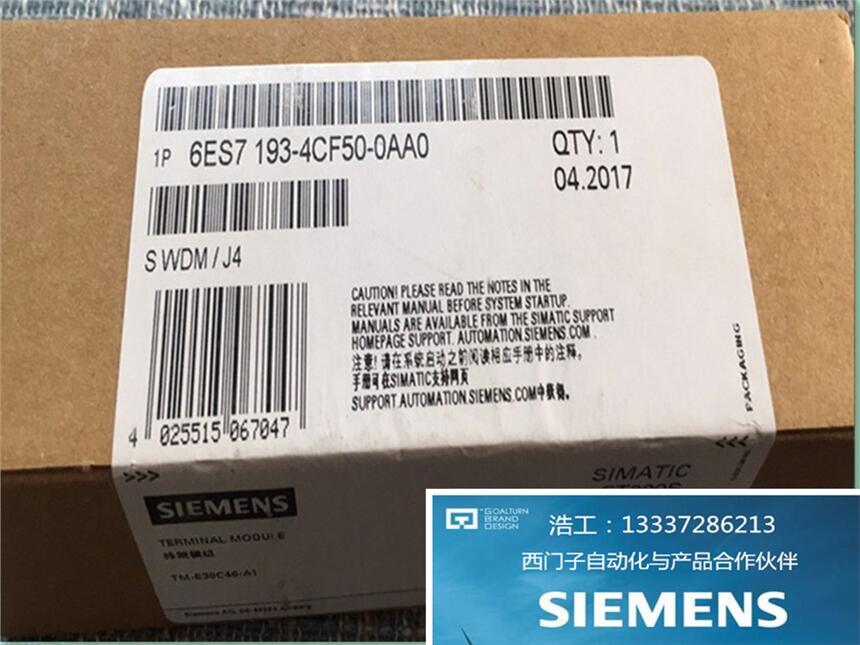 1P 6ES7 193-4CF50-0AA0
QTY: 1
04.2017
S WDM / J4
CAUTION! PLEASE READ THE NOTES IN THE
RELEVANT MANUAL BEFORE SYSTEM STARTUP.
MANUALS ARE AVAILABLE FROM THE SIMATIC SUPPORT
HOMEPAGE SUPPORT. AUTOMATION.SIEMENS.COM .
注意! 请在系统启动之前阅读相应手册中的注释。
手册可在SIMATIC支持网页
SUPPORT.AUTOMATION.SIEMENS.COM中获得。
4 025515 067047
PACKAGING
>>>
SIMATIC
SIEMENS
TERMINAL MODULE
TM-E30C46-A1
GOALTURN
BRAND
DESIGN
浩工：13337286213
西门子自动化与产品合作伙伴
SIEMENS